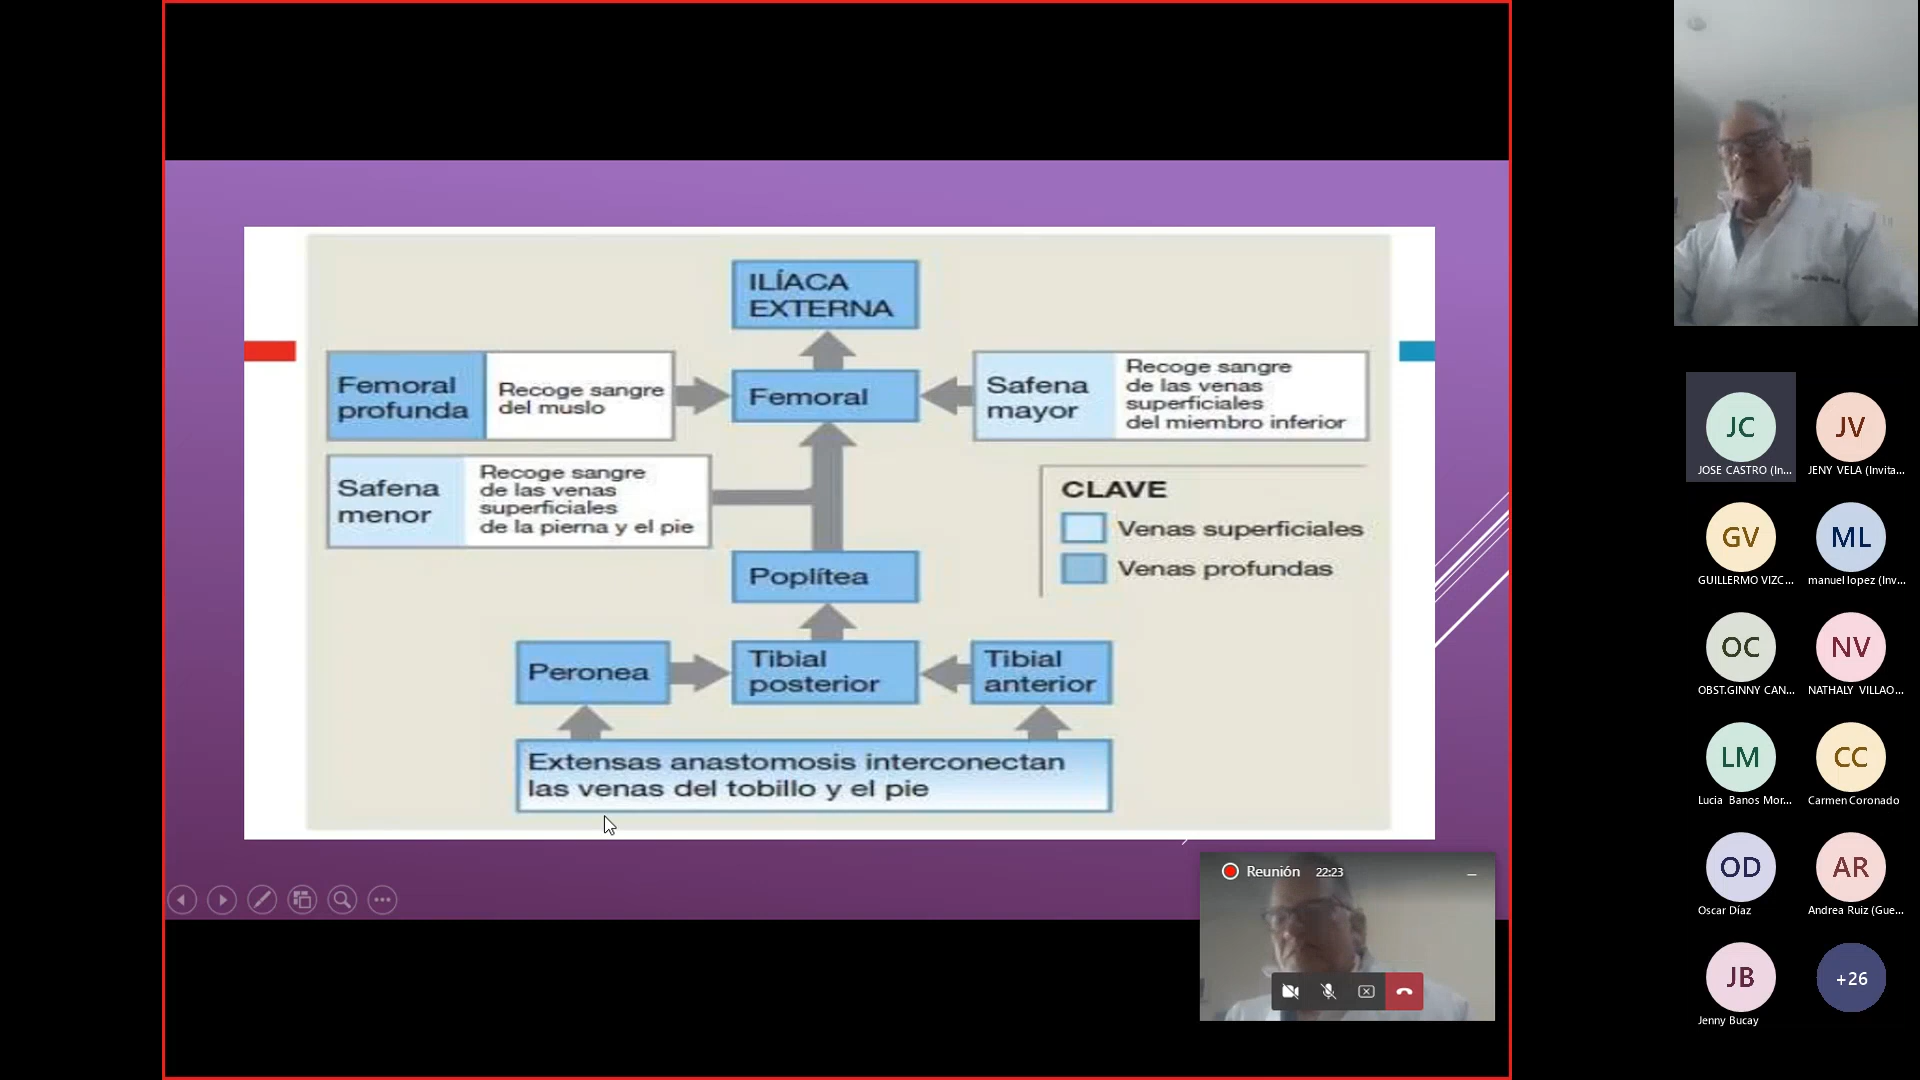 ILÍACA
EXTERNA
Femoral
profunda
Recoge sangre
del muslo
Femoral
Safena
mayor
Recoge sangre
de las venas
superficiales
del miembro inferior
Safena
menor
Recoge sangre
de las venas
superficiales
de la pierna y el pie
CLAVE
Venas superficiales
Venas profundas
Poplítea
Peronea
Tibial
posterior
Tibial
anterior
Extensas anastomosis interconectan
las venas del tobillo y el pie
Reunión 22:23
JC
JOSE CASTRO (In...
JV
JENY VELA (Invita...
GV
GUILLERMO VIZC...
ML
manuel lopez (Inv...
OC
OBST.GINNY CAN...
NV
NATHALY VILLAO...
LM
Lucia Banos Mor...
CC
Carmen Coronado
OD
Oscar Díaz
AR
Andrea Ruiz (Gue...
JB
Jenny Bucay
+26